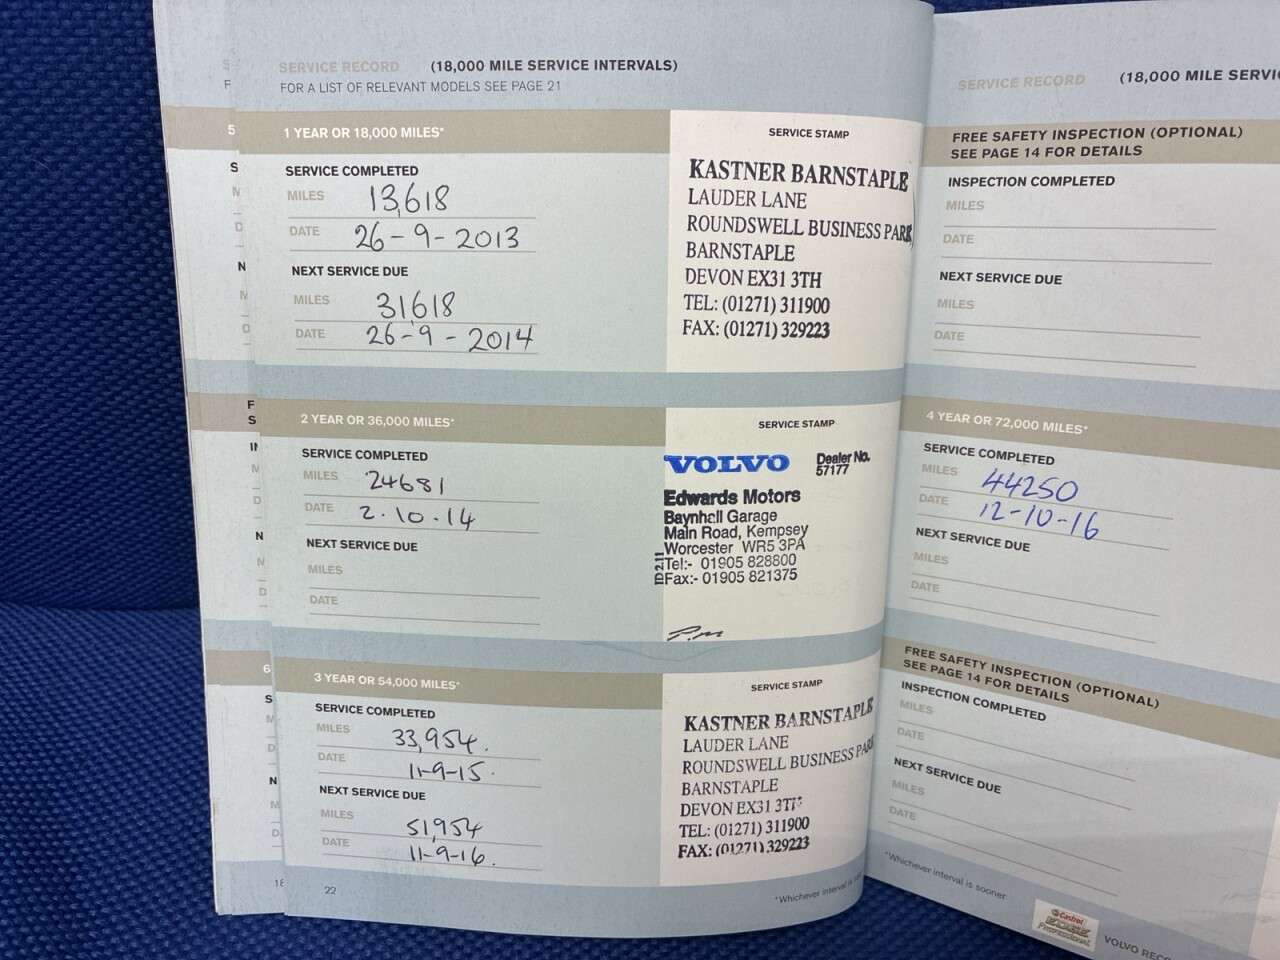 SERVICE RECORD (18,000 MILE SERVICE INTERVALS)
FOR A LIST OF RELEVANT MODELS SEE PAGE 21
1 YEAR OR 18,000 MILES*
SERVICE COMPLETED
MILES 13,618
DATE 26-9-2013
NEXT SERVICE DUE
MILES 31618
DATE 26-9-2014
SERVICE STAMP
KASTNER BARNSTAPLE
LAUDER LANE
ROUNDSWELL BUSINESS PARK,
BARNSTAPLE
DEVON EX31 3TH
TEL: (01271) 311900
FAX: (01271) 329223
2 YEAR OR 36,000 MILES*
SERVICE COMPLETED
MILES 24681
DATE 2.10.14
NEXT SERVICE DUE
MILES
DATE
SERVICE STAMP
VOLVO Dealer No.
57177
Edwards Motors
Baynhall Garage
Main Road, Kempsey
Worcester WR5 3PA
Tel:- 01905 828800
Fax:- 01905 821375
3 YEAR OR 54,000 MILES*
SERVICE COMPLETED
MILES 33,954.
DATE 11-9-15.
NEXT SERVICE DUE
MILES 51,954
DATE 11-9-16.
SERVICE STAMP
KASTNER BARNSTAPLE
LAUDER LANE
ROUNDSWELL BUSINESS PARK
BARNSTAPLE
DEVON EX31 3TH
TEL: (01271) 311900
FAX: (01271) 329223
22
*Whichever interval is
SERVICE RECORD (18,000 MILE
FREE SAFETY INSPECTION (OPTIONAL)
SEE PAGE 14 FOR DETAILS
INSPECTION COMPLETED
MILES
DATE
NEXT SERVICE DUE
MILES
DATE
4 YEAR OR 72,000 MILES*
SERVICE COMPLETED
MILES 44250
DATE 12-10-16
NEXT SERVICE DUE
MILES
DATE
FREE SAFETY INSPECTION (OPTIONAL)
SEE PAGE 14 FOR DETAILS
INSPECTION COMPLETED
MILES
DATE
NEXT SERVICE DUE
MILES
DATE
*Whichever interval is sooner
Castrol
EDGE
Professional
VOLVO